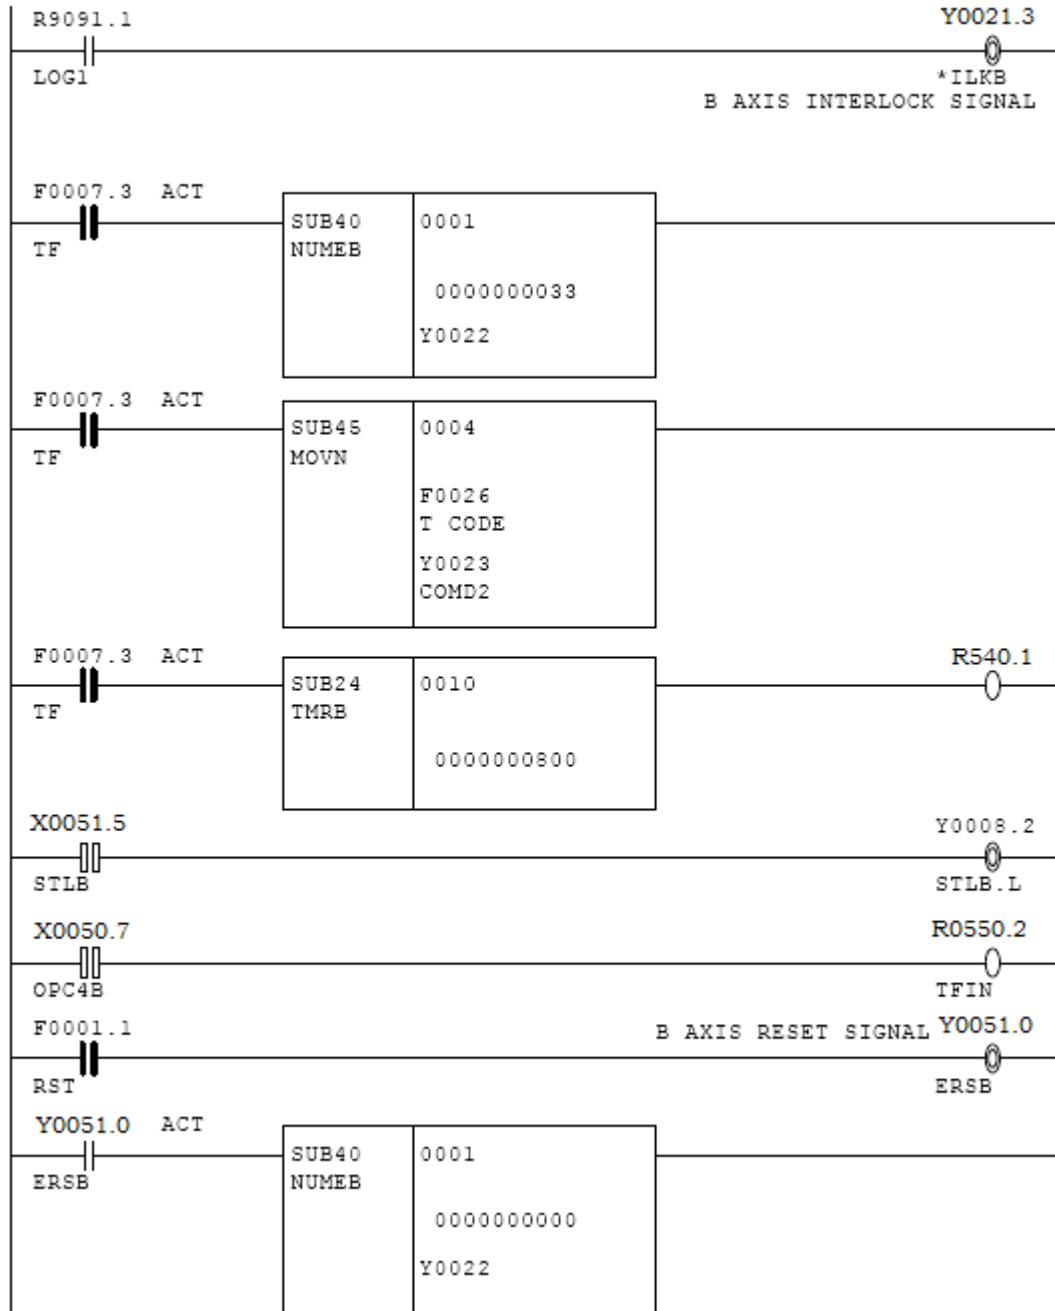 R9091.1 Y0021.3
LOG1 *ILKB
B AXIS INTERLOCK SIGNAL
F0007.3 ACT
SUB40 0001
TF NUMEB
0000000033
Y0022
F0007.3 ACT
SUB45 0004
TF MOVN
F0026
T CODE
Y0023
COMD2
F0007.3 ACT R540.1
SUB24 0010
TF TMRB
0000000800
X0051.5 Y0008.2
STLB STLB.L
X0050.7 R0550.2
OPC4B TFIN
F0001.1 B AXIS RESET SIGNAL Y0051.0
RST ERSB
Y0051.0 ACT
SUB40 0001
ERSB NUMEB
0000000000
Y0022